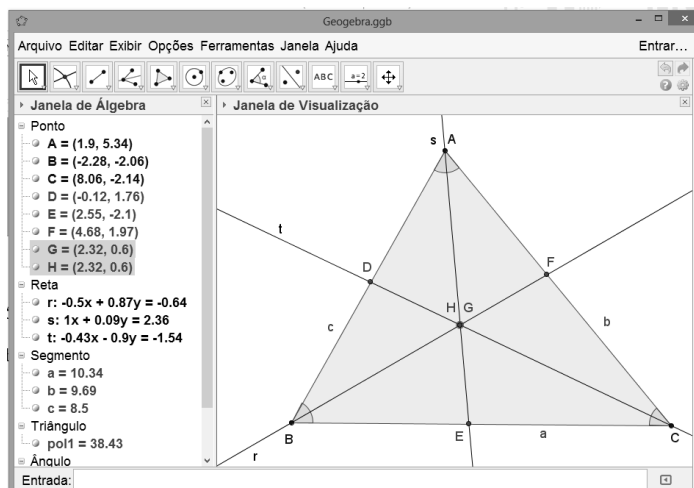 Geogebra.ggb
Arquivo Editar Exibir Opções Ferramentas Janela Ajuda Entrar...
ABC a=2
Janela de Álgebra
Janela de Visualização
Ponto
A = (1.9, 5.34)
B = (-2.28, -2.06)
C = (8.06, -2.14)
D = (-0.12, 1.76)
E = (2.55, -2.1)
F = (4.68, 1.97)
G = (2.32, 0.6)
H = (2.32, 0.6)
Reta
r: -0.5x + 0.87y = -0.64
s: 1x + 0.09y = 2.36
t: -0.43x - 0.9y = -1.54
Segmento
a = 10.34
b = 9.69
c = 8.5
Triângulo
pol1 = 38.43
Ângulo
s A
t
D
F
H G
c
b
B
E
a
C
r
Entrada: